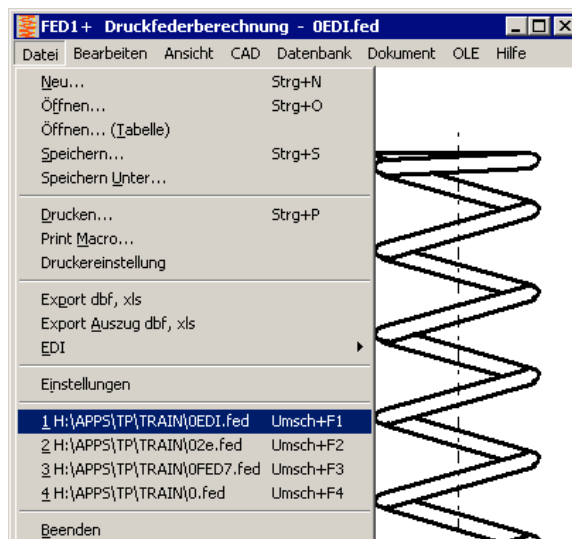 FED1+ Druckfederberechnung - 0EDI.fed
Datei Bearbeiten Ansicht CAD Datenbank Dokument OLE Hilfe
Neu... Strg+N
Öffnen... Strg+O
Öffnen... (Tabelle)
Speichern... Strg+S
Speichern Unter...
Drucken... Strg+P
Print Macro...
Druckereinstellung
Export dbf, xls
Export Auszug dbf, xls
EDI
Einstellungen
1 H:\APPS\TP\TRAIN\0EDI.fed Umsch+F1
2 H:\APPS\TP\TRAIN\02e.fed Umsch+F2
3 H:\APPS\TP\TRAIN\0FED7.fed Umsch+F3
4 H:\APPS\TP\TRAIN\0.fed Umsch+F4
Beenden